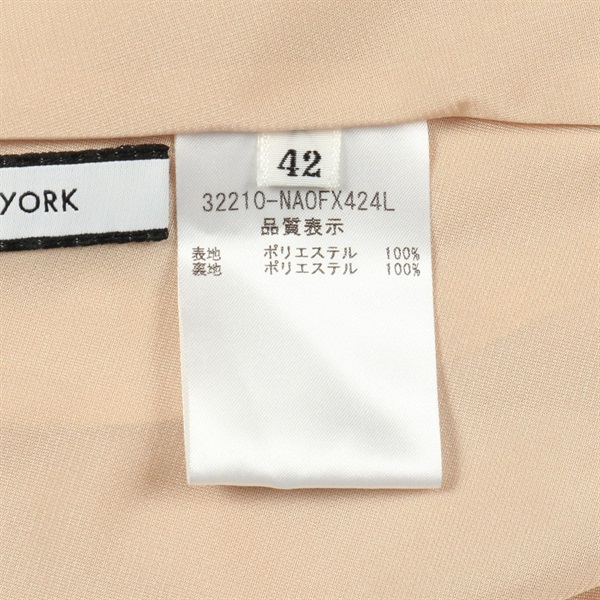 YORK
42
32210-NAOFX424L
品質表示
表地 ポリエステル 100%
裏地 ポリエステル 100%